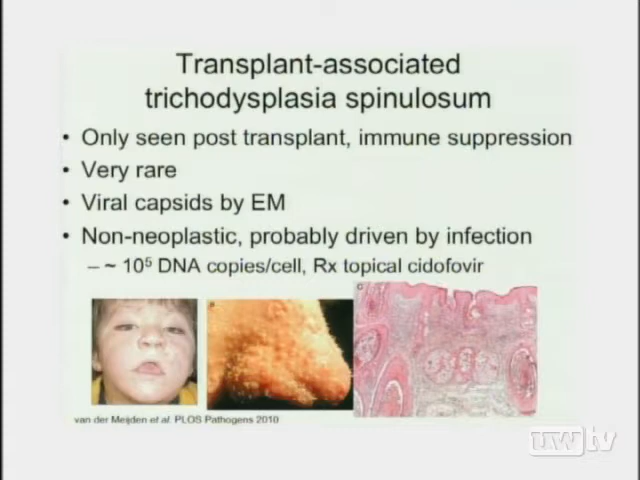 Transplant-associated
trichodysplasia spinulosum
• Only seen post transplant, immune suppression
• Very rare
• Viral capsids by EM
• Non-neoplastic, probably driven by infection
– ~ 10⁵ DNA copies/cell, Rx topical cidofovir
B
C
van der Meijden et al. PLOS Pathogens 2010
uwtv